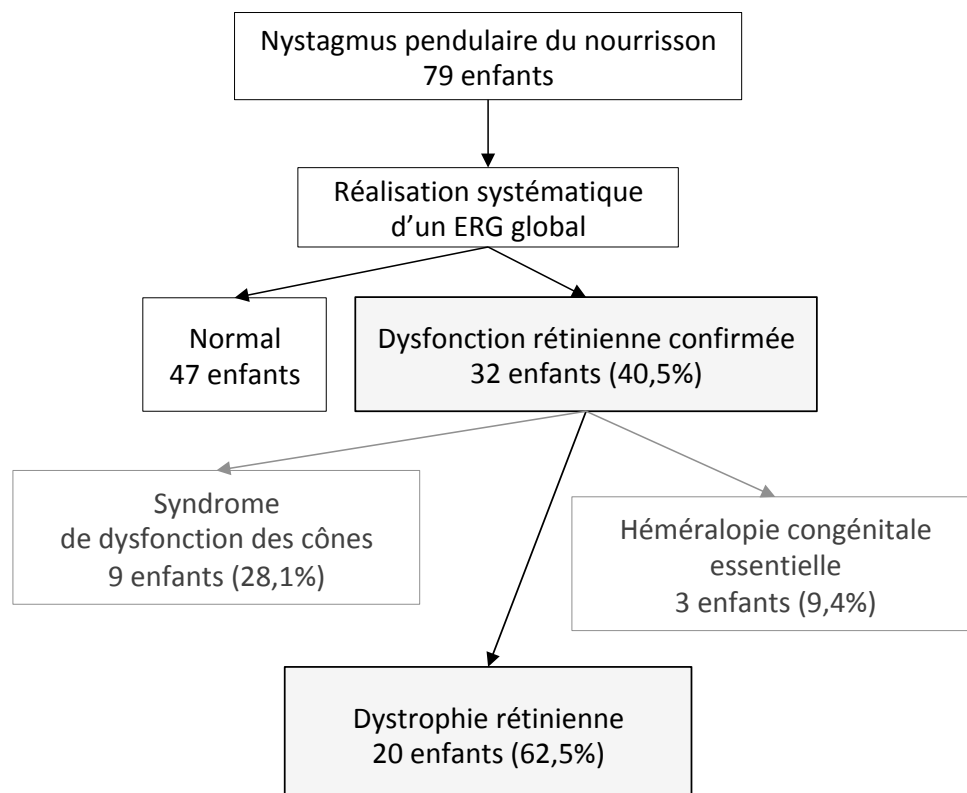 Nystagmus pendulaire du nourrisson
79 enfants
Réalisation systématique
d’un ERG global
Normal
47 enfants
Dysfonction rétinienne confirmée
32 enfants (40,5%)
Syndrome
de dysfonction des cônes
9 enfants (28,1%)
Héméralopie congénitale
essentielle
3 enfants (9,4%)
Dystrophie rétinienne
20 enfants (62,5%)